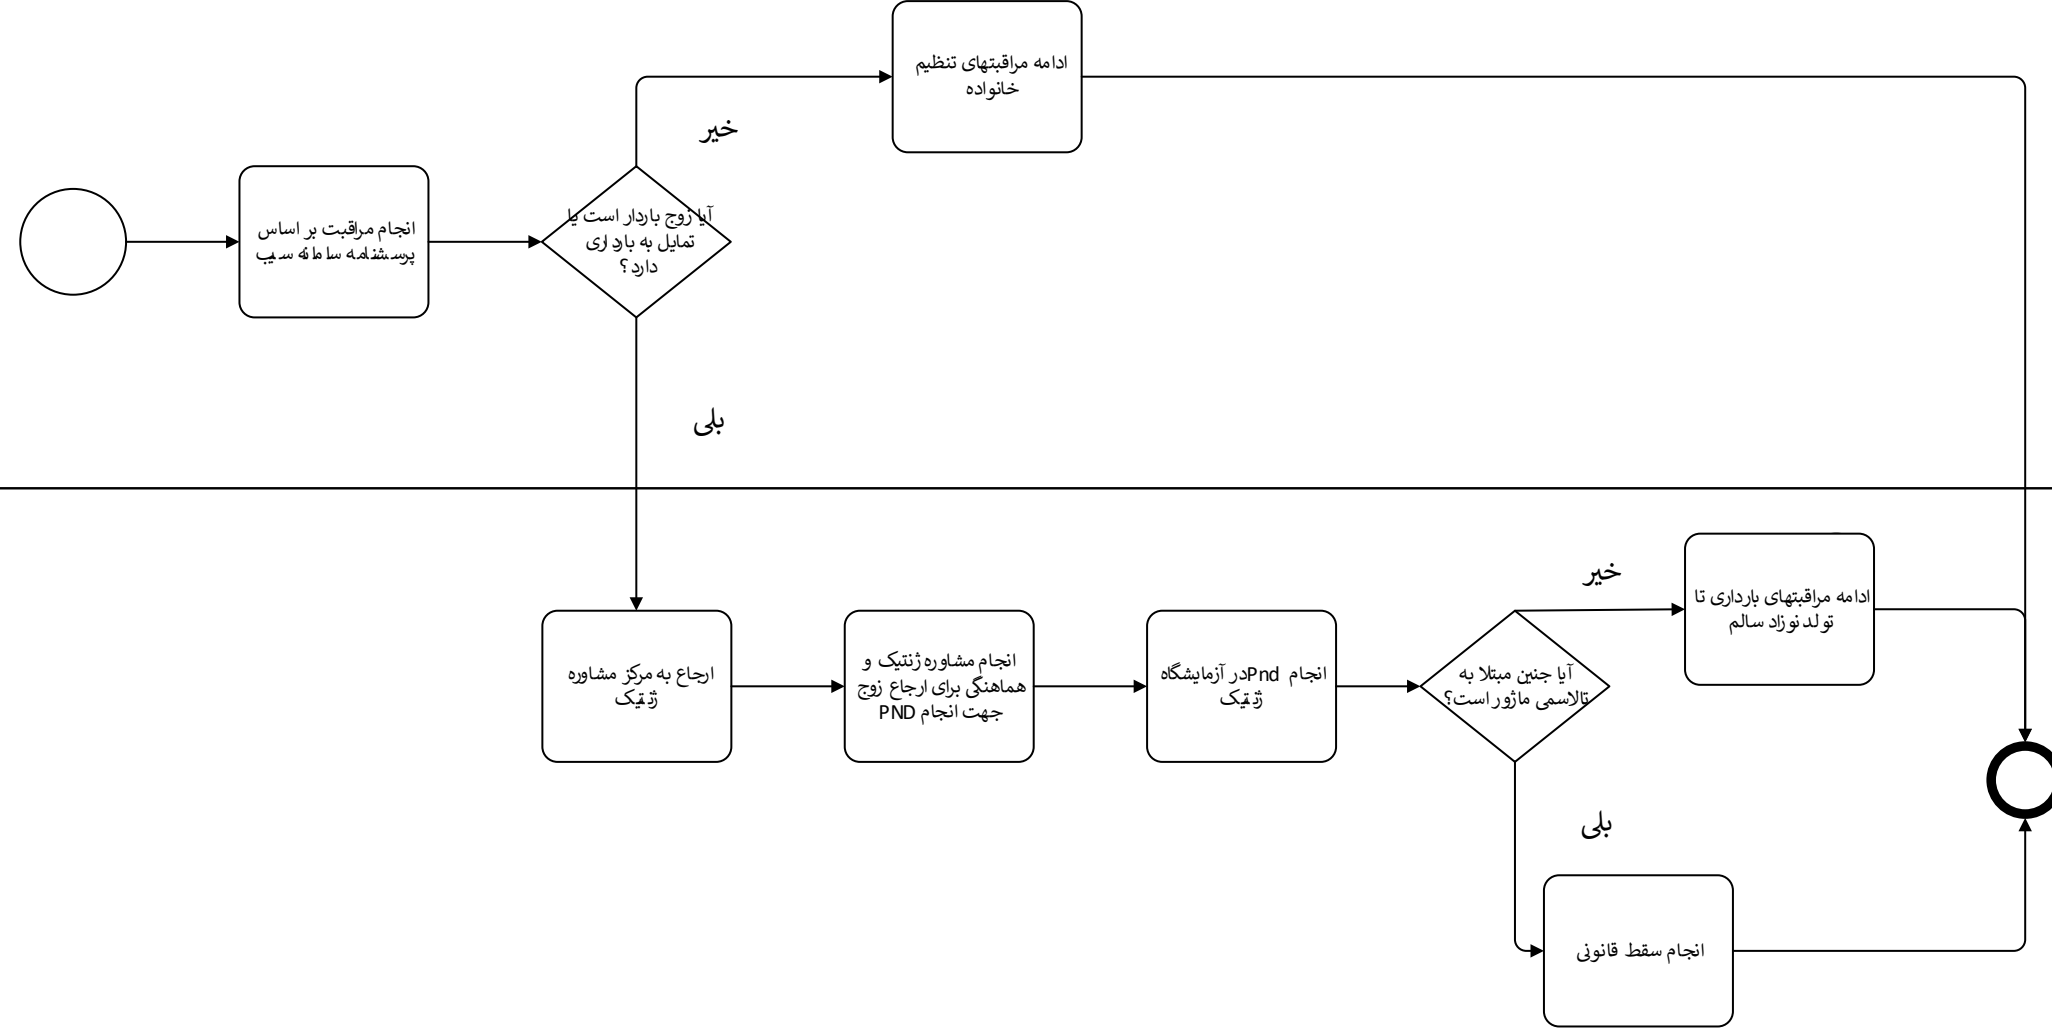 ادامه مراقبتهای تنظیم
خانواده
خیر
انجام مراقبت بر اساس
پرسشنامه سامانه سیب
آیا زوج باردار است یا
تمایل به بارداری
دارد؟
بلی
ارجاع به مرکز مشاوره
ژنتیک
انجام مشاوره ژنتیک و
هماهنگی برای ارجاع زوج
جهت انجام PND
انجام Pnd در آزمایشگاه
ژنتیک
آیا جنین مبتلا به
تالاسمی ماژور است؟
خیر
ادامه مراقبتهای بارداری تا
تولد نوزاد سالم
بلی
انجام سقط قانونی